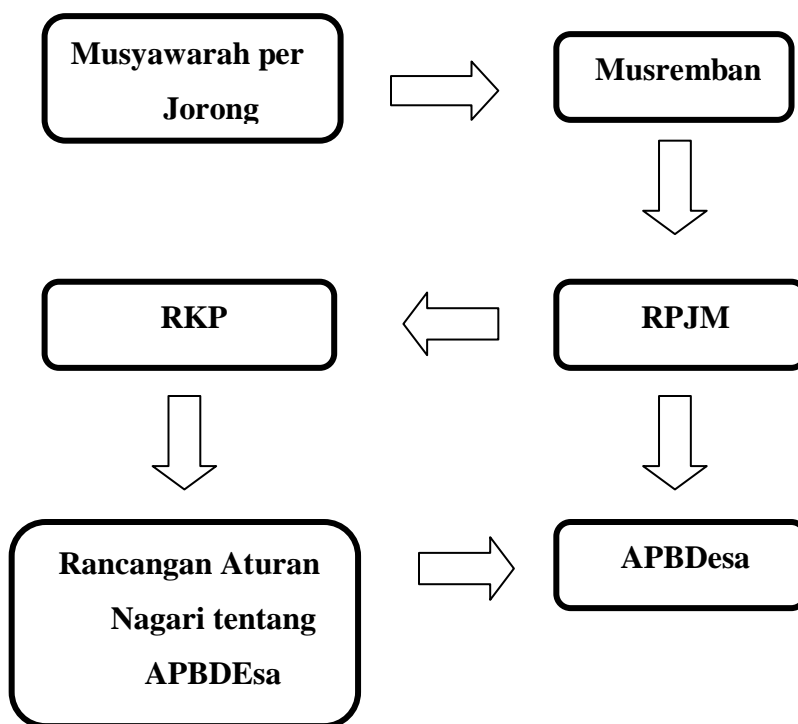 Musyawarah per
Jorong
Musremban
RKP
RPJM
Rancangan Aturan
Nagari tentang
APBDEsa
APBDesa